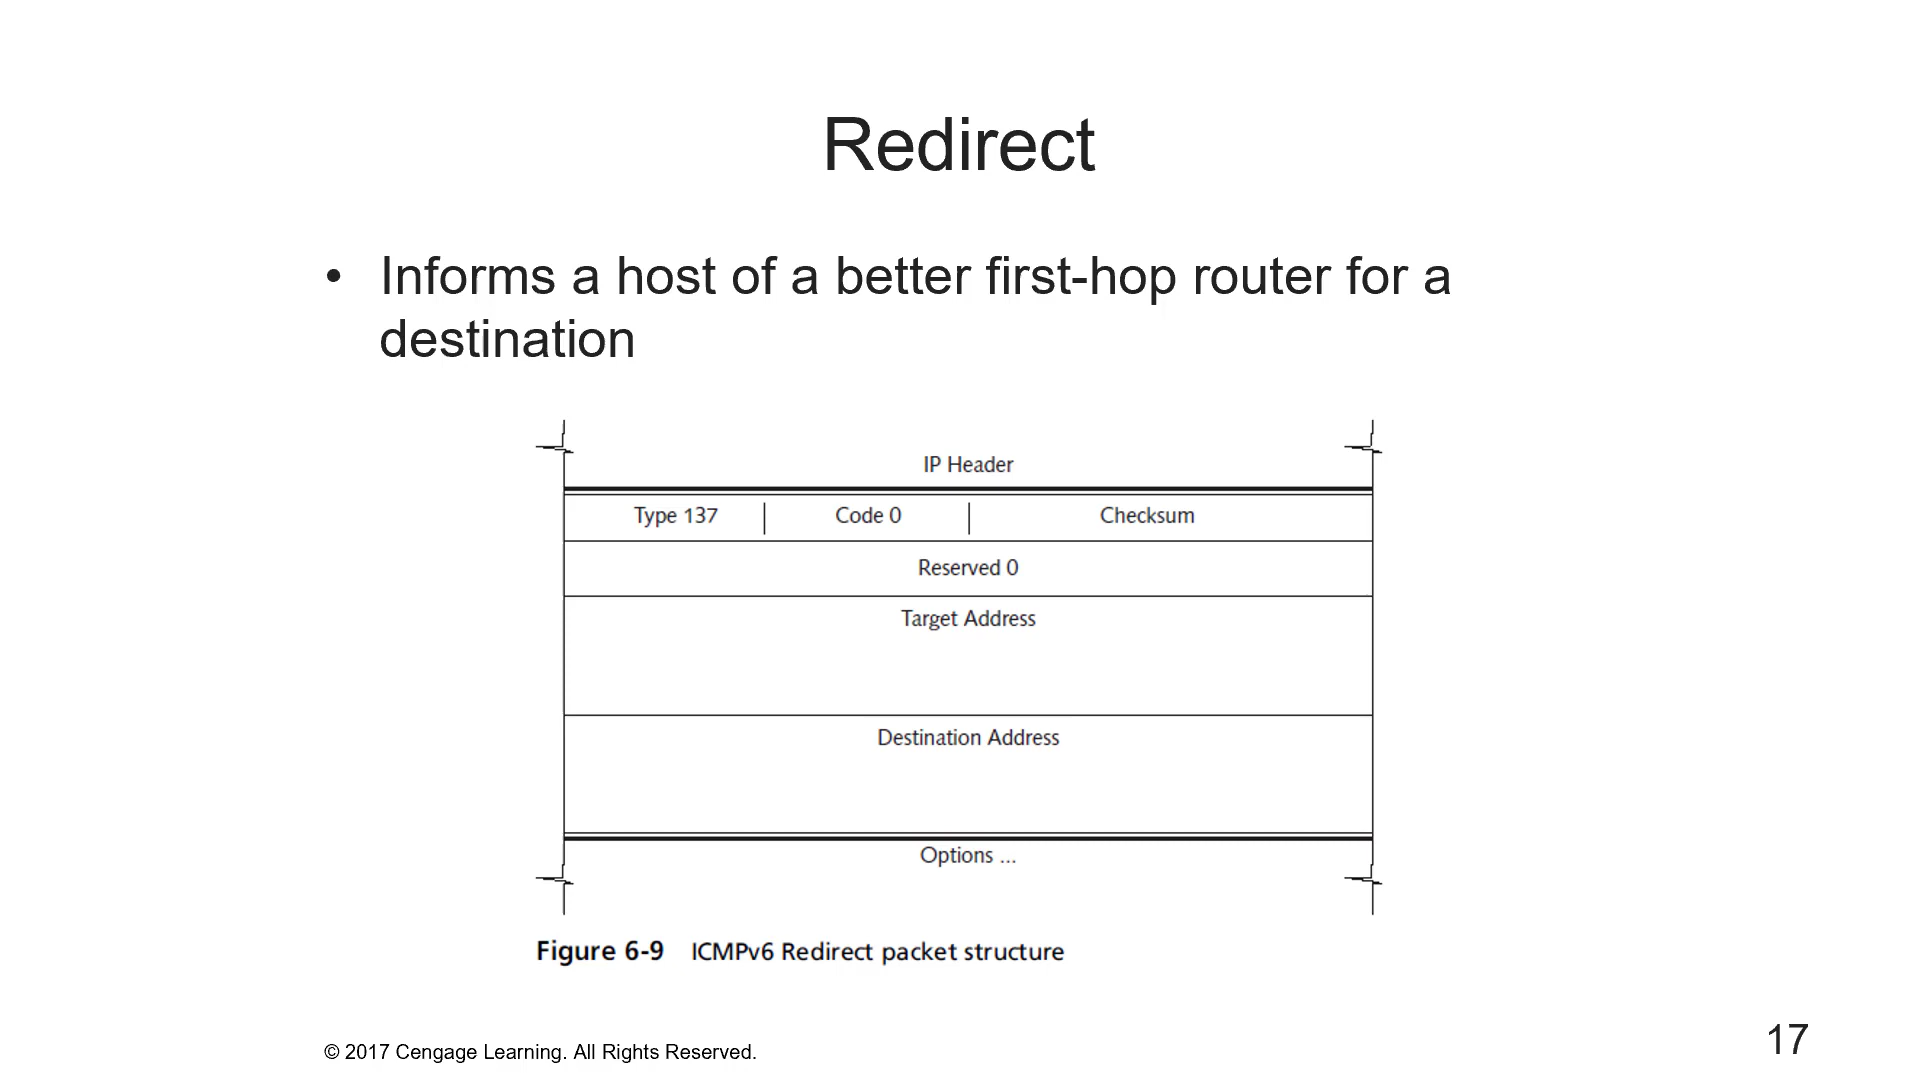 Redirect
• Informs a host of a better first-hop router for a
destination
IP Header
Type 137 Code 0 Checksum
Reserved 0
Target Address
Destination Address
Options ...
Figure 6-9 ICMPv6 Redirect packet structure
© 2017 Cengage Learning. All Rights Reserved.
17